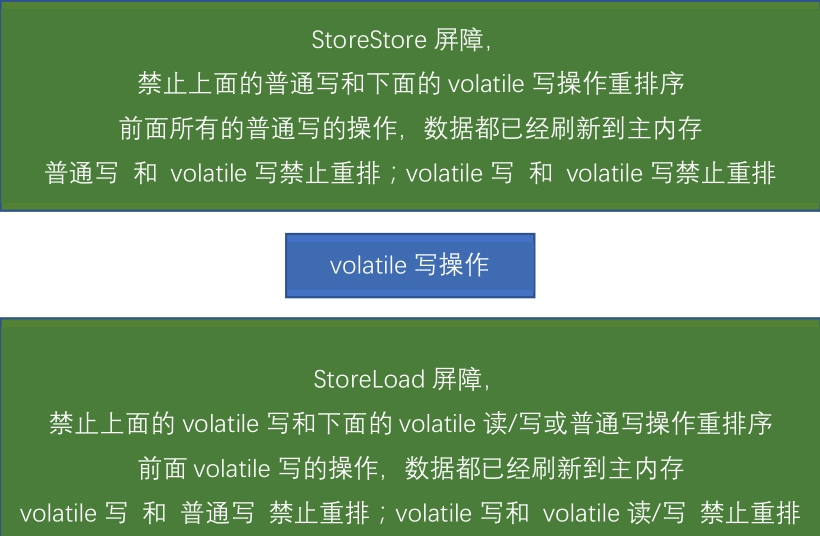 StoreStore 屏障,
禁止上面的普通写和下面的 volatile 写操作重排序
前面所有的普通写的操作, 数据都已经刷新到主内存
普通写 和 volatile 写禁止重排；volatile 写 和 volatile 写禁止重排
volatile 写操作
StoreLoad 屏障,
禁止上面的 volatile 写和下面的 volatile 读/写或普通写操作重排序
前面 volatile 写的操作, 数据都已经刷新到主内存
volatile 写 和 普通写 禁止重排；volatile 写和 volatile 读/写 禁止重排